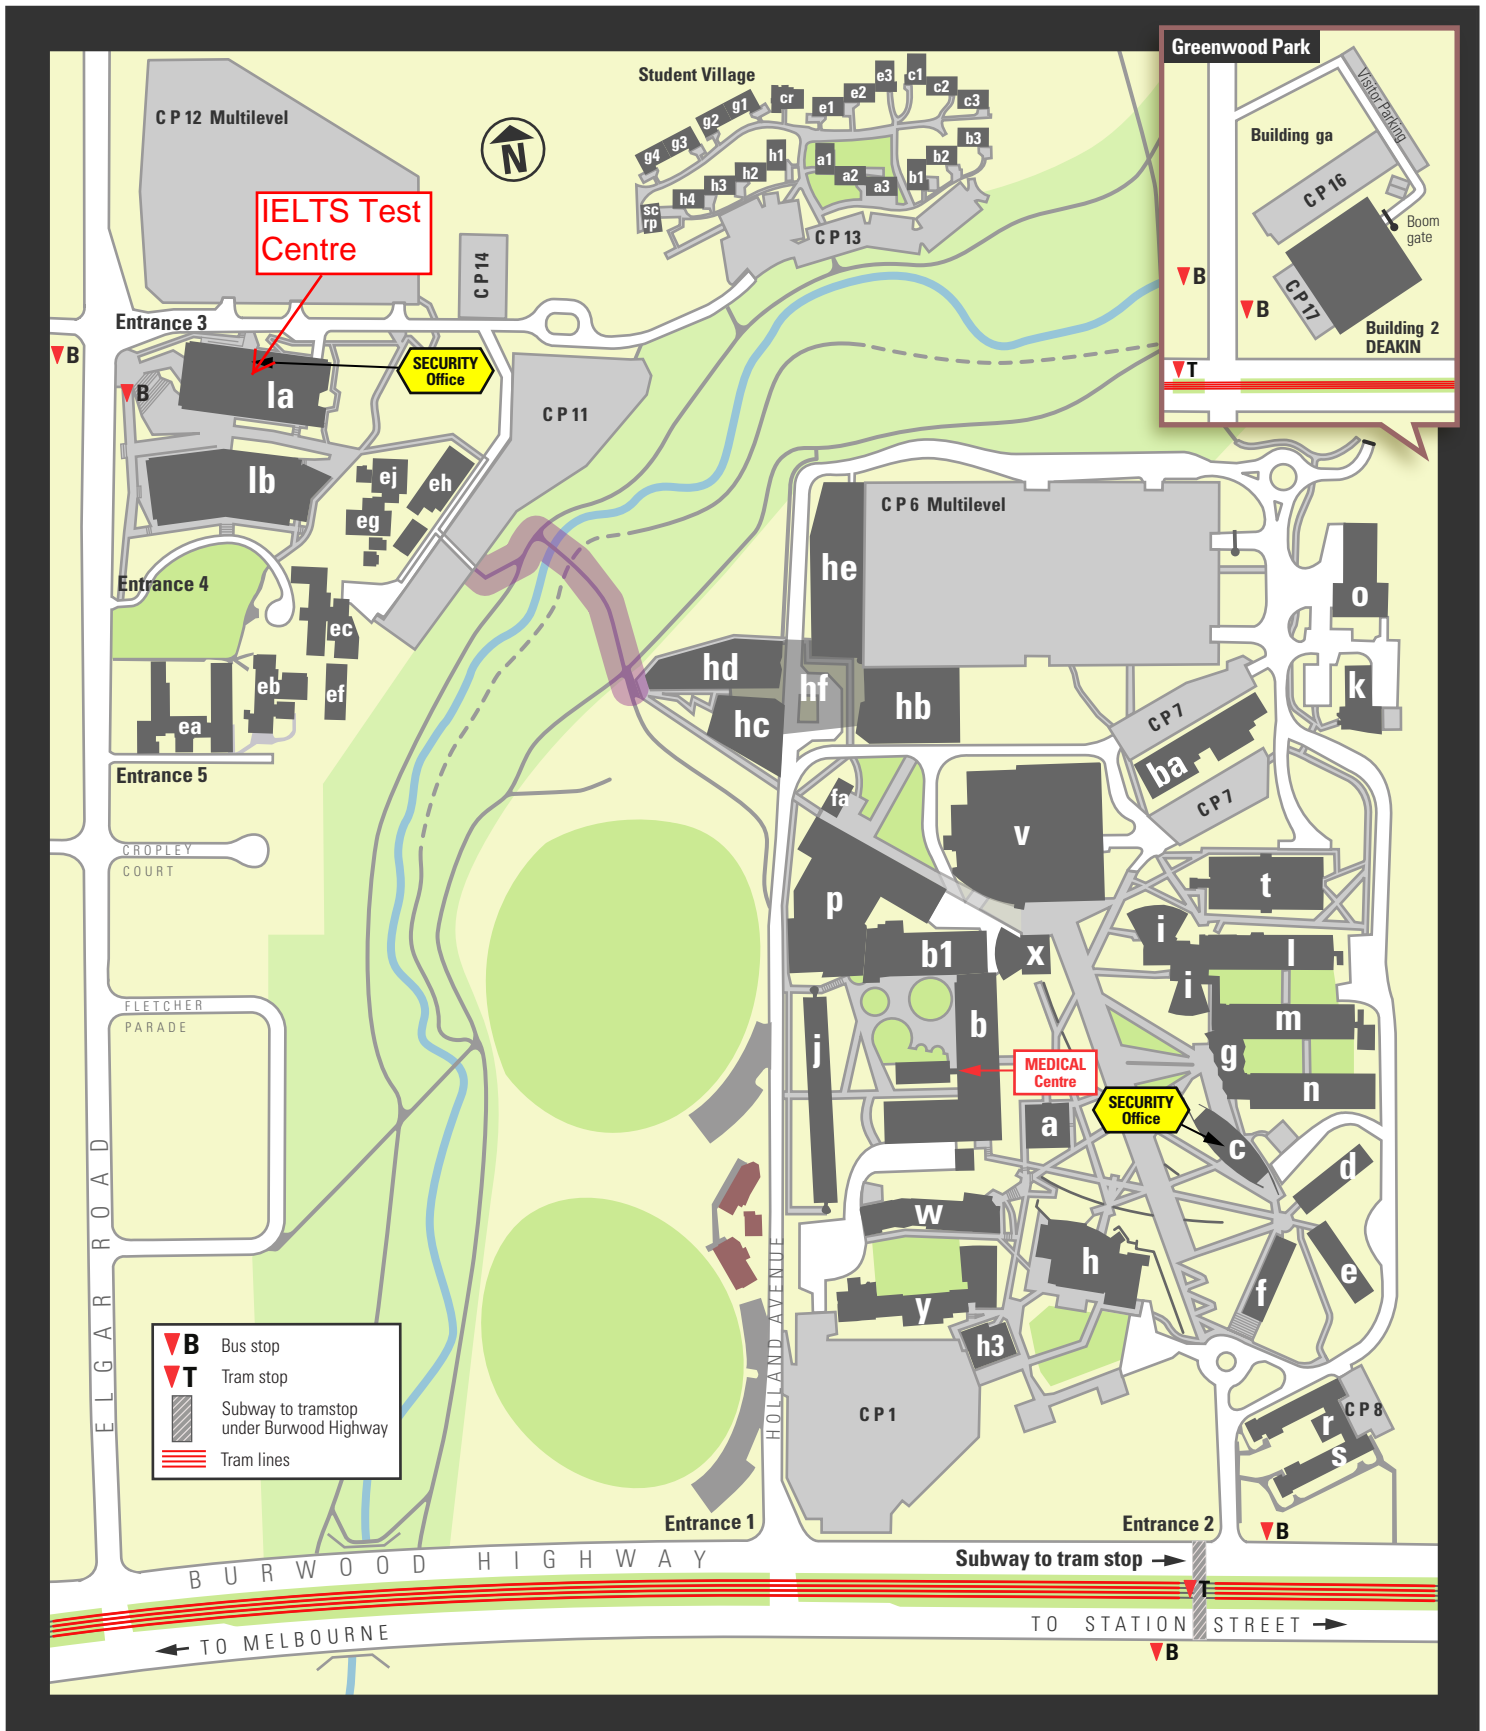 Greenwood Park
Visitor Parking
Building ga
CP16
Boom
gate
CP17
B
B
Building 2
DEAKIN
T
Student Village
g4
g3
g2
g1
cr
e1
e2
e3
c1
c2
c3
b3
b2
b1
a1
a2
a3
h1
h2
h3
h4
sc
rp
CP13
CP12 Multilevel
N
IELTS Test
Centre
CP14
Entrance 3
B
B
SECURITY
Office
la
CP11
lb
ej
eh
eg
Entrance 4
ec
eb
ef
ea
Entrance 5
CP6 Multilevel
he
o
hd
hf
hb
hc
k
CP7
ba
CP7
fa
v
CROPLEY
COURT
t
p
i
l
b1
x
i
FLETCHER
PARADE
b
m
j
g
MEDICAL
Centre
n
SECURITY
Office
a
c
d
ELGAR ROAD
w
h
e
f
y
HOLLAND AVENUE
h3
B Bus stop
T Tram stop
Subway to tramstop
under Burwood Highway
Tram lines
CP1
CP8
r
s
Entrance 1
Entrance 2
B
BURWOOD HIGHWAY
Subway to tram stop
T
TO MELBOURNE
TO STATION STREET
B